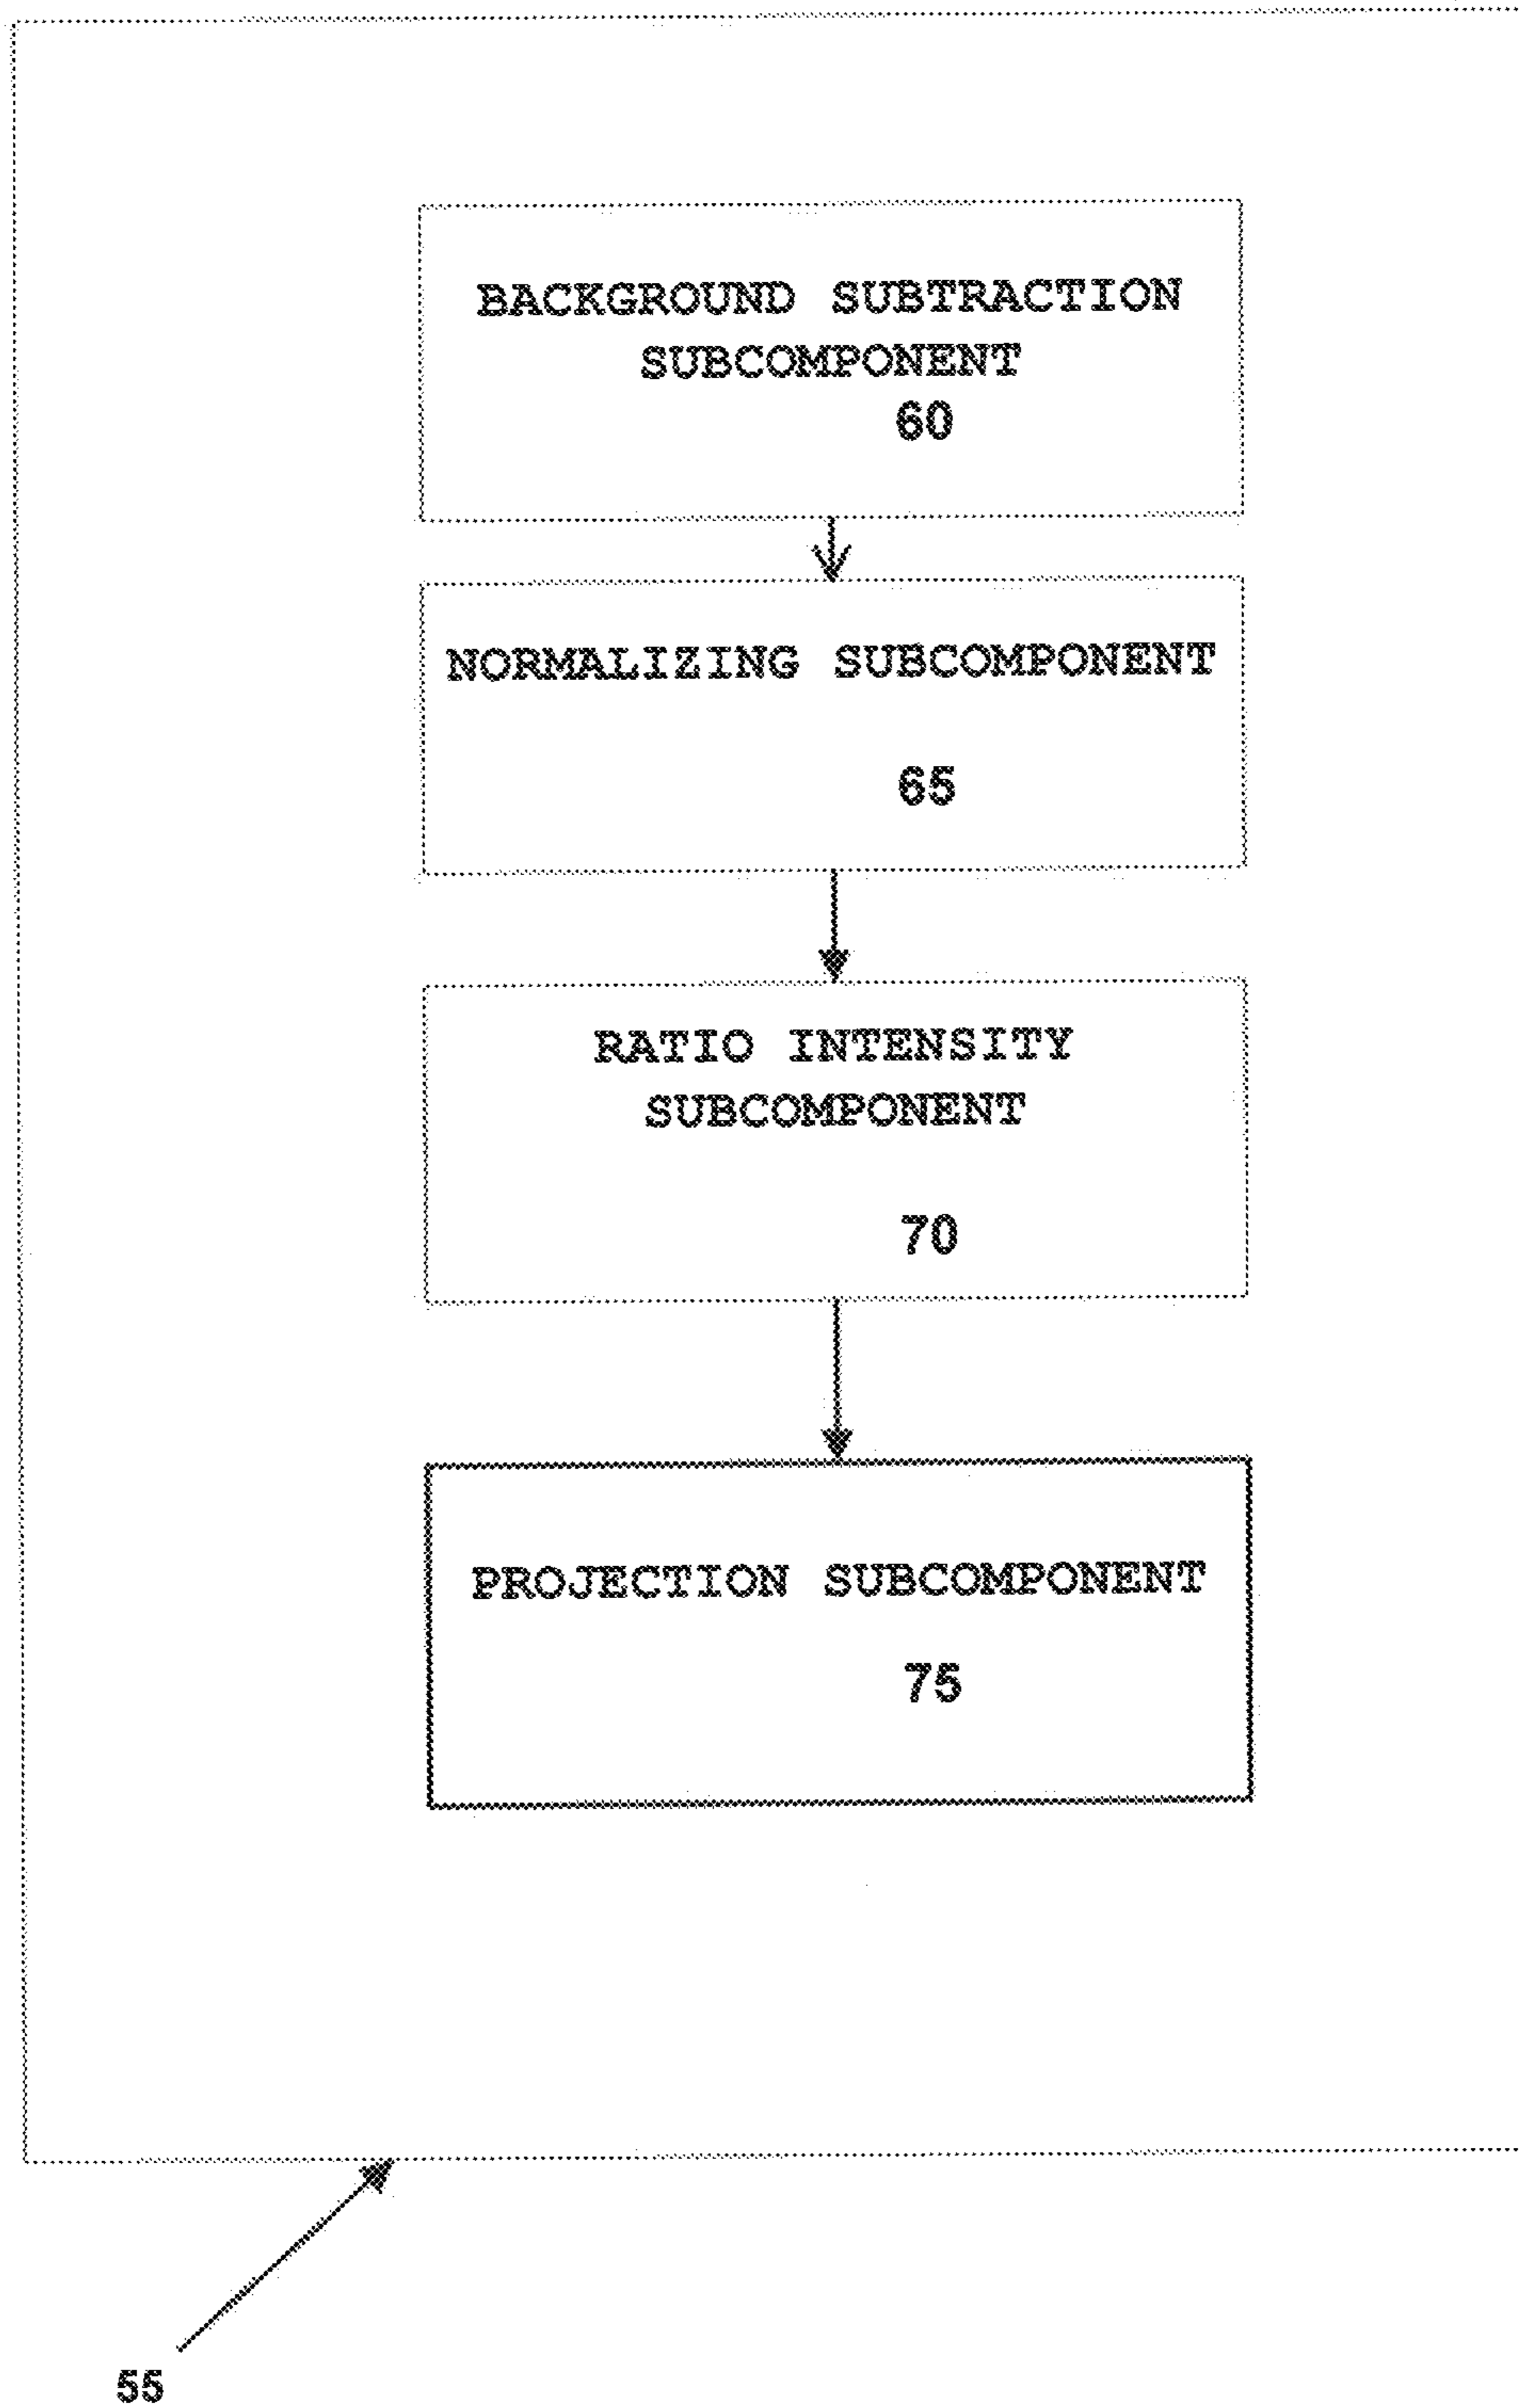 BACKGROUND SUBTRACTION
SUBCOMPONENT
60
NORMALIZING SUBCOMPONENT
65
RATIO INTENSITY
SUBCOMPONENT
70
PROJECTION SUBCOMPONENT
75
55